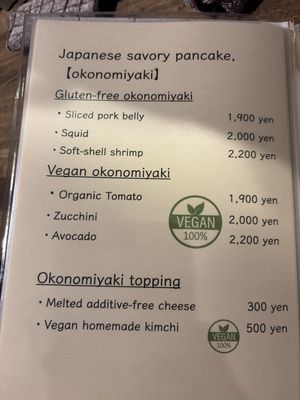 Japanese savory pancake,
【okonomiyaki】
Gluten-free okonomiyaki
・Sliced pork belly 1,900 yen
・Squid 2,000 yen
・Soft-shell shrimp 2,200 yen
Vegan okonomiyaki
・Organic Tomato 1,900 yen
・Zucchini 2,000 yen
・Avocado 2,200 yen
VEGAN
100%
Okonomiyaki topping
・Melted additive-free cheese 300 yen
・Vegan homemade kimchi 500 yen
VEGAN
100%